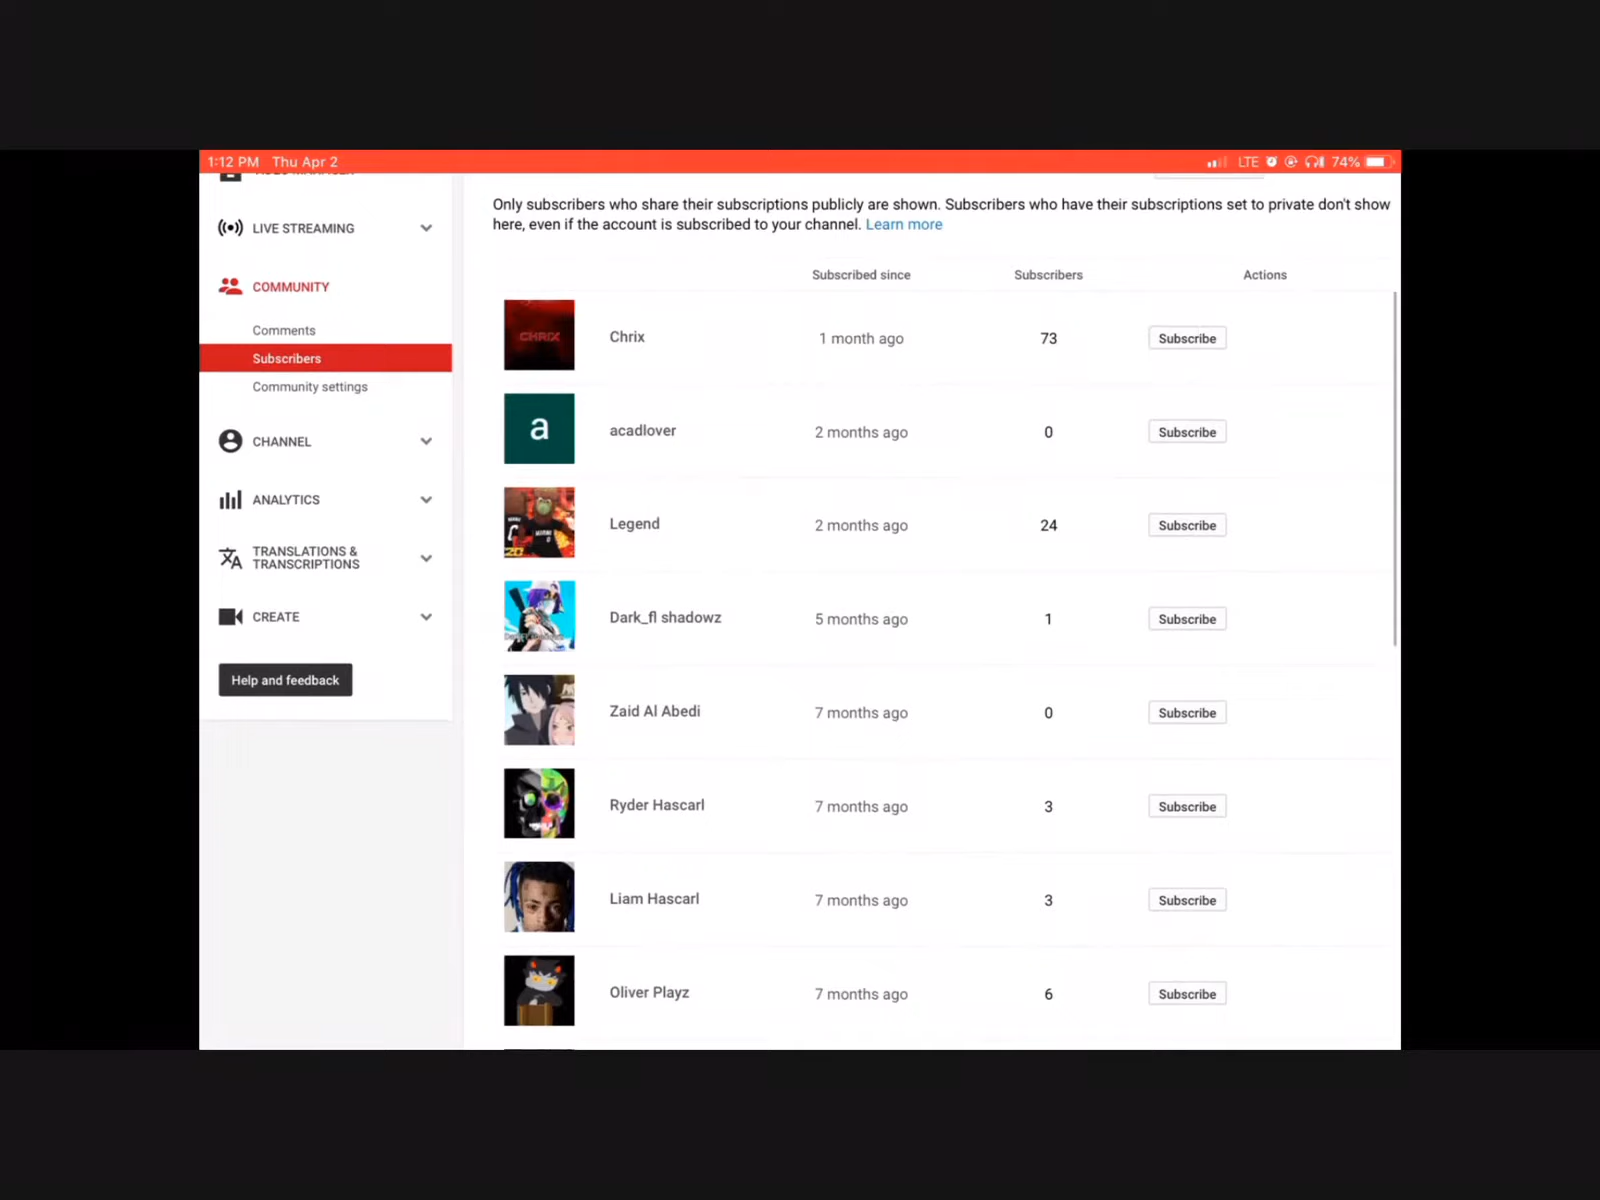 1:12 PM Thu Apr 2
LTE 74%
LIVE STREAMING
COMMUNITY
Comments
Subscribers
Community settings
CHANNEL
ANALYTICS
TRANSLATIONS &
TRANSCRIPTIONS
CREATE
Help and feedback
Only subscribers who share their subscriptions publicly are shown. Subscribers who have their subscriptions set to private don't show
here, even if the account is subscribed to your channel. Learn more
Subscribed since Subscribers Actions
CHRIX
Chrix 1 month ago 73 Subscribe
a
acadlover 2 months ago 0 Subscribe
Legend 2 months ago 24 Subscribe
Dark_fl shadowz 5 months ago 1 Subscribe
Zaid Al Abedi 7 months ago 0 Subscribe
Ryder Hascarl 7 months ago 3 Subscribe
Liam Hascarl 7 months ago 3 Subscribe
Oliver Playz 7 months ago 6 Subscribe